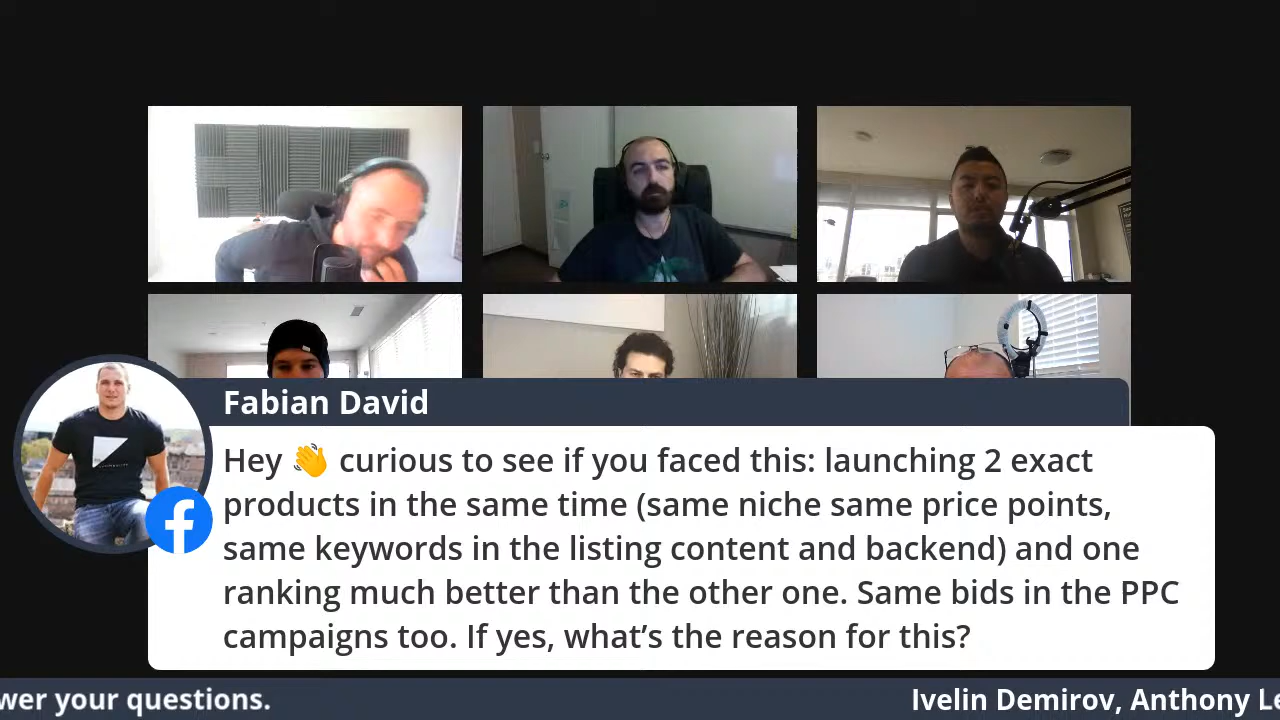 Fabian David
Hey 👋 curious to see if you faced this: launching 2 exact
products in the same time (same niche same price points,
same keywords in the listing content and backend) and one
ranking much better than the other one. Same bids in the PPC
campaigns too. If yes, what's the reason for this?
wer your questions.
Ivelin Demirov, Anthony Le